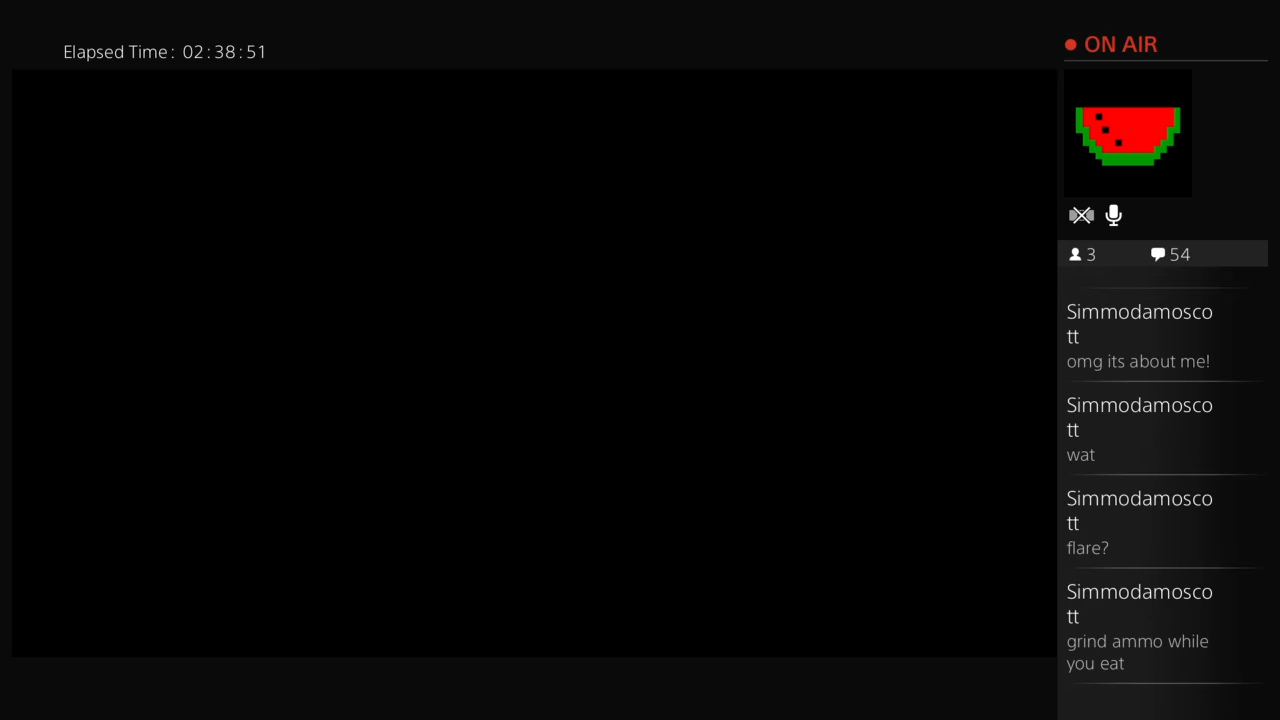 Elapsed Time: 02:38:51
ON AIR
3 54
Simmodamosco
tt
omg its about me!
Simmodamosco
tt
wat
Simmodamosco
tt
flare?
Simmodamosco
tt
grind ammo while
you eat